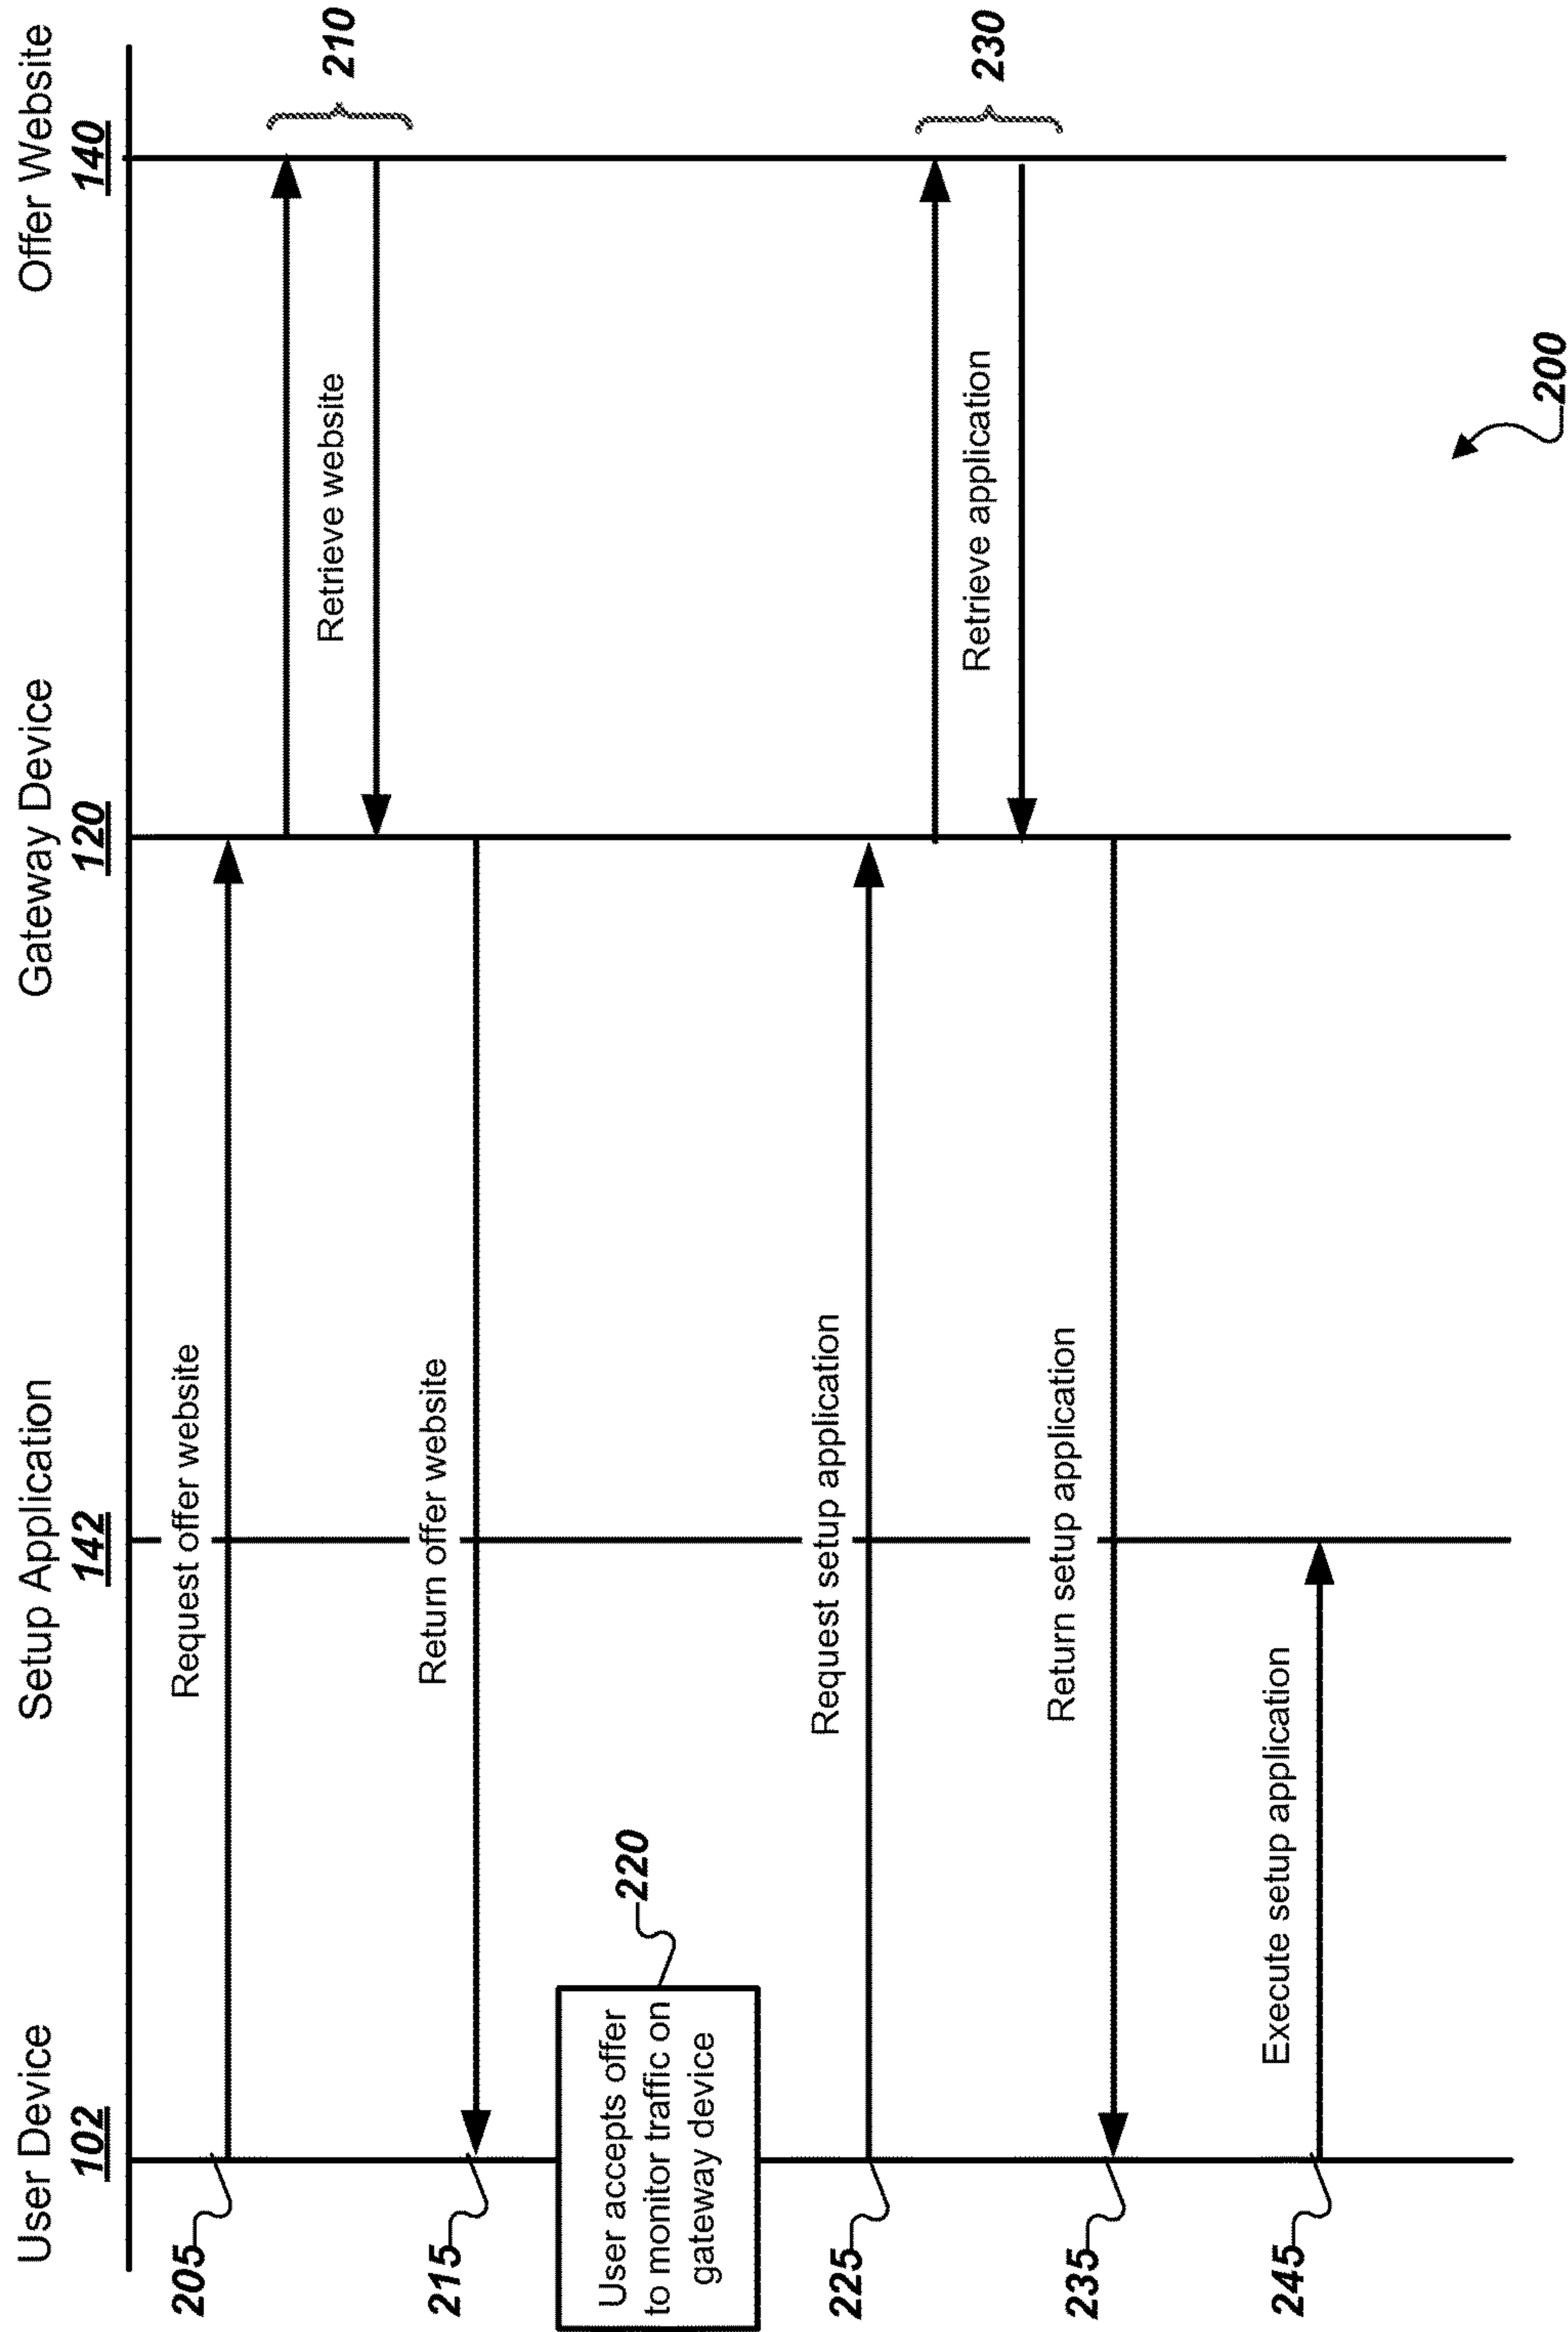 User Device
Setup Application
Gateway Device
Offer Website
102
142
120
140
205
Request offer website
Retrieve website
210
215
Return offer website
User accepts offer
to monitor traffic on
gateway device
220
225
Request setup application
Retrieve application
230
235
Return setup application
245
Execute setup application
200